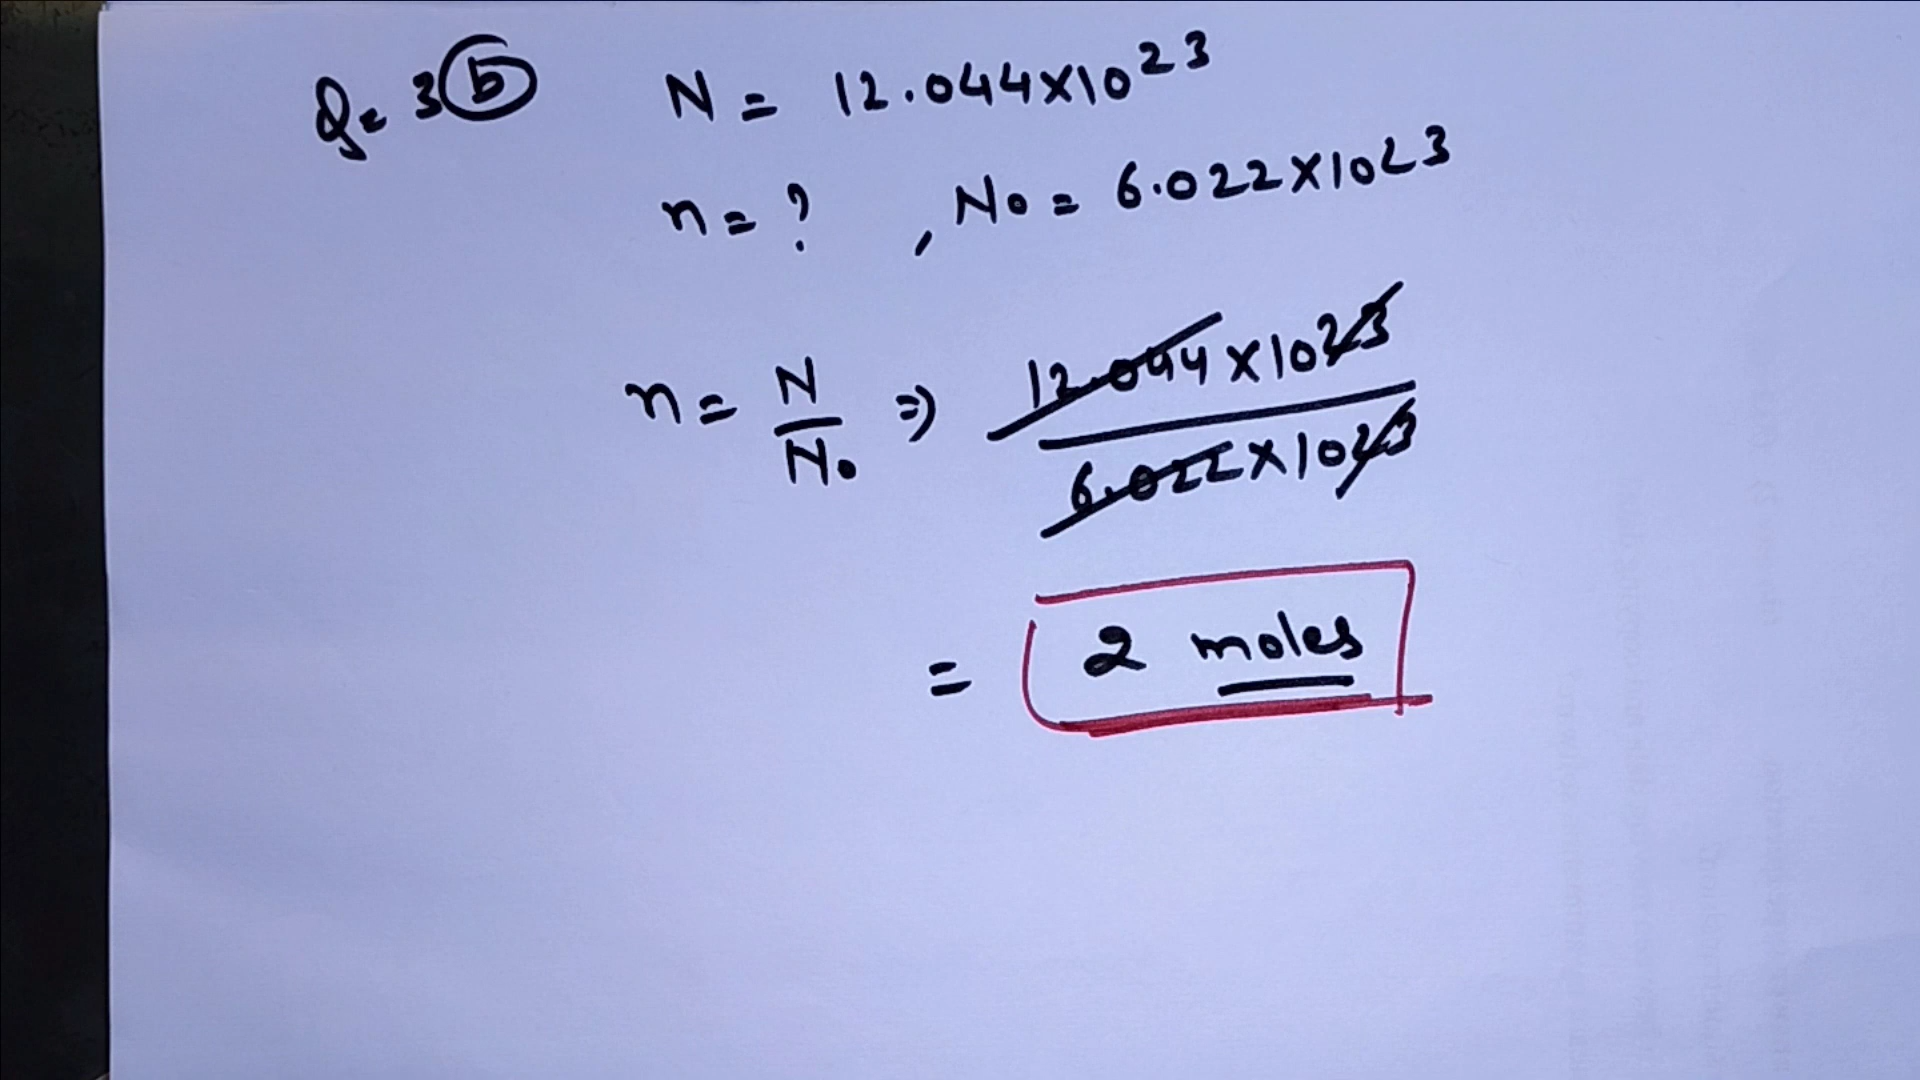 Q= 3 (b) N = 12.044×10²³
n = ? , N₀ = 6.022×10²³
n = N/N₀ ⇒ 12.044×10²³/6.022×10²³
= 2 moles